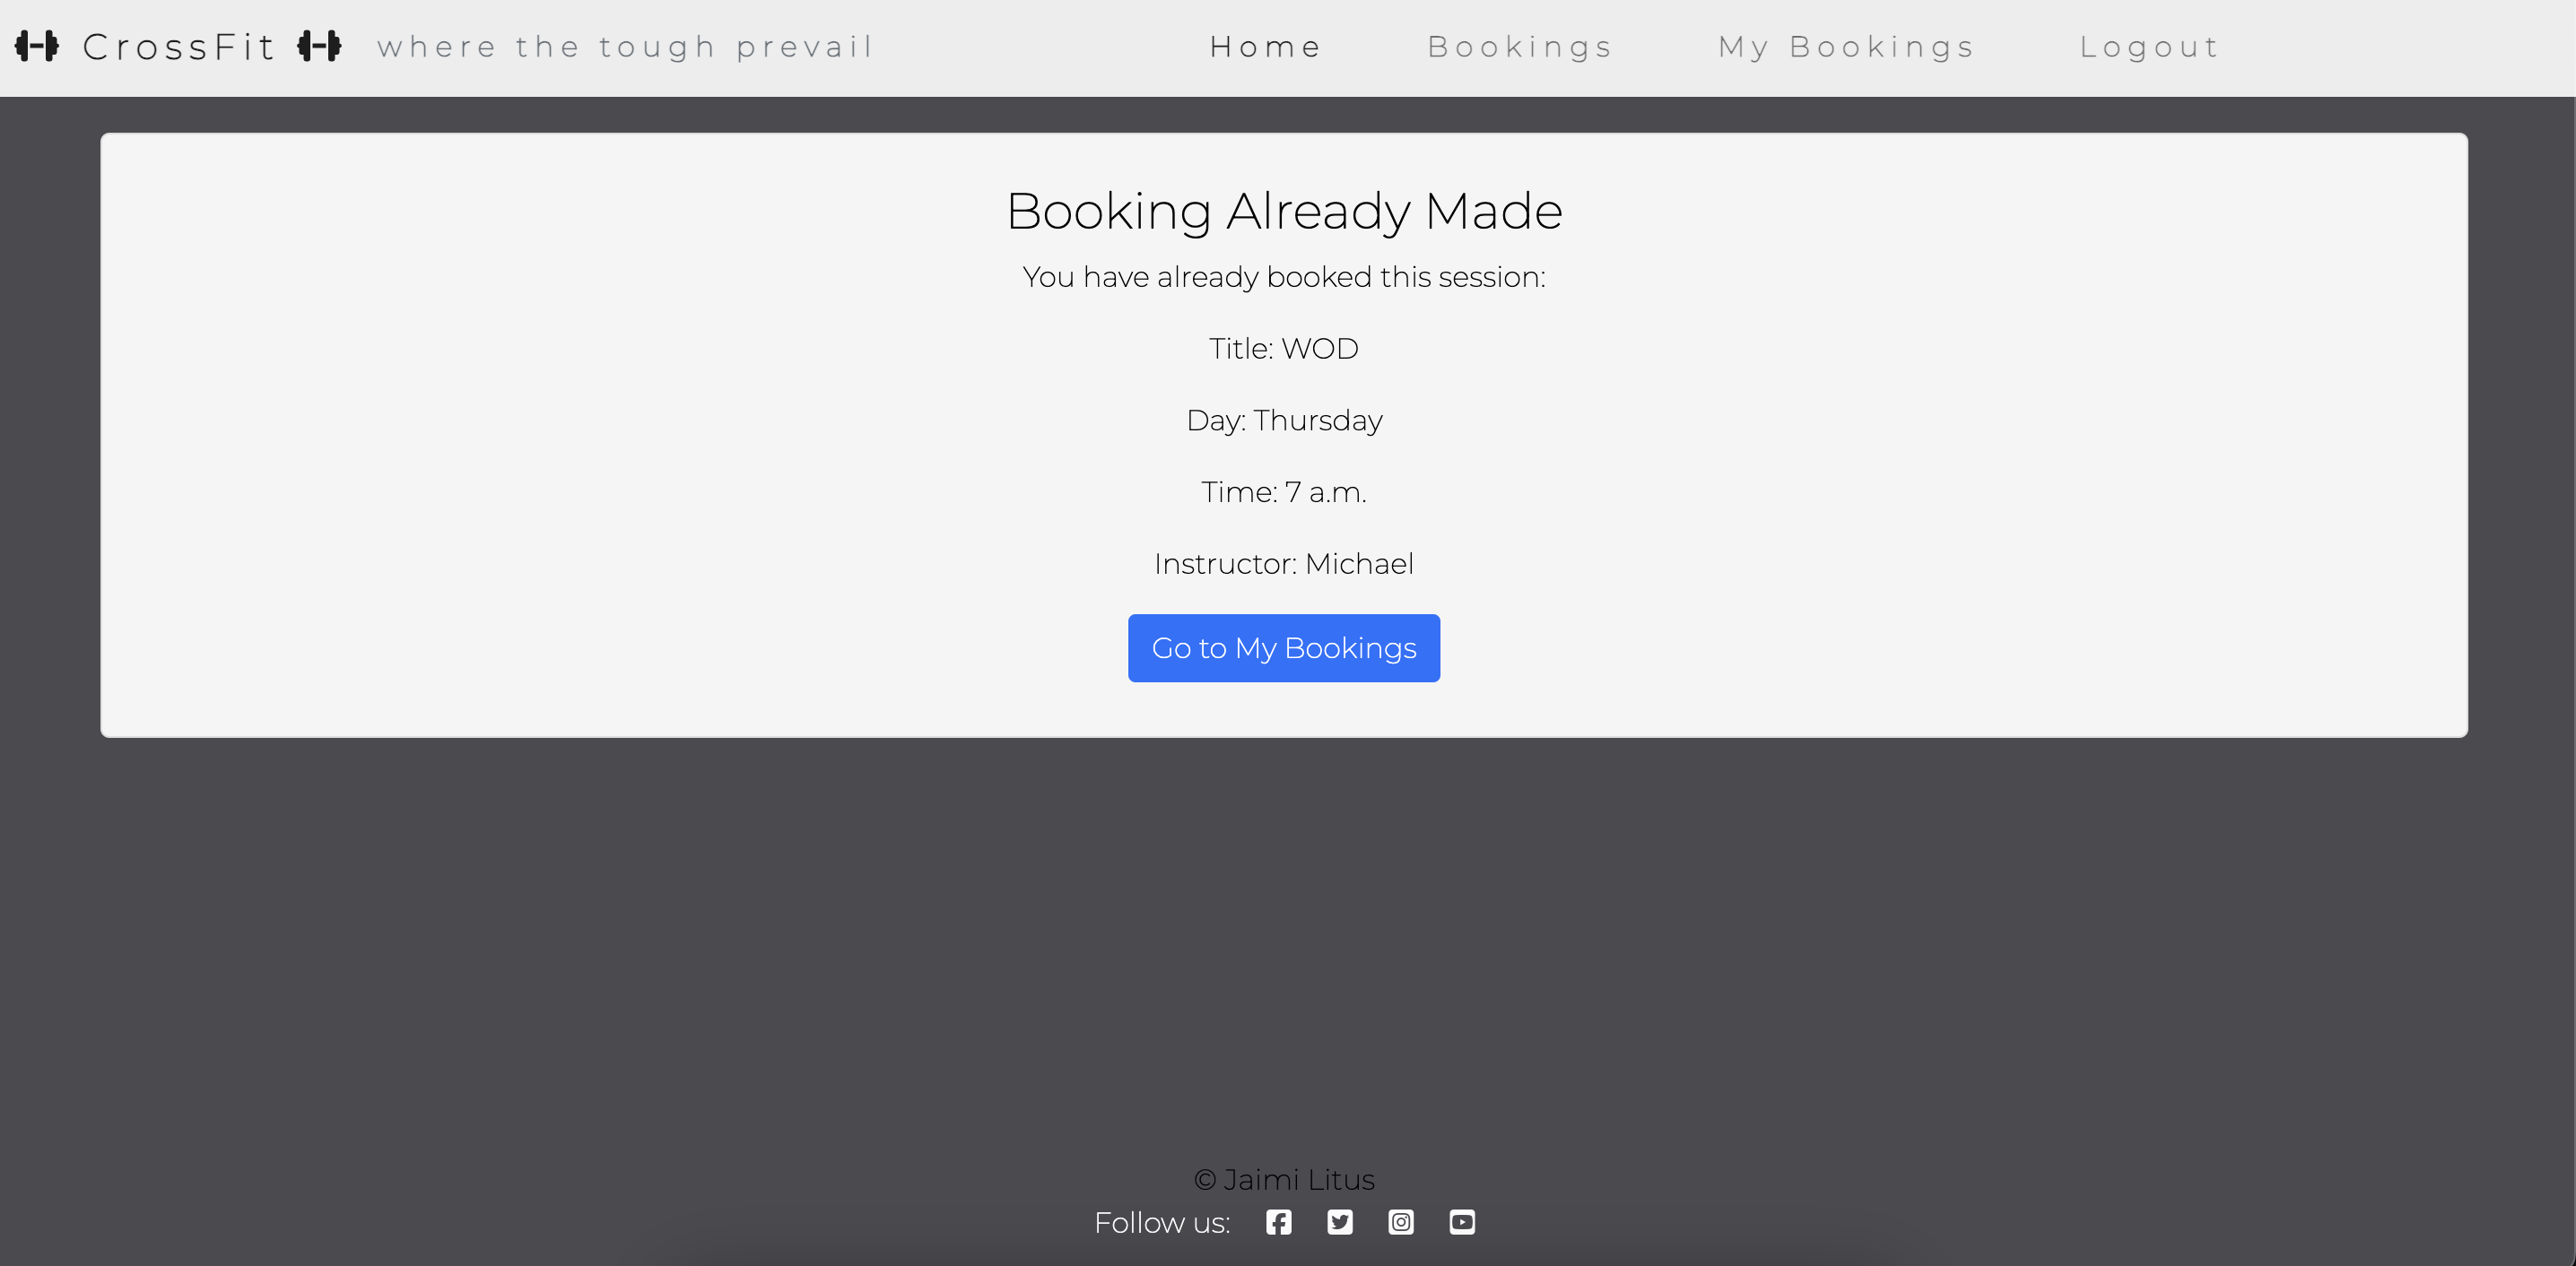 CrossFit where the tough prevail Home Bookings My Bookings Logout
Booking Already Made
You have already booked this session:
Title: WOD
Day: Thursday
Time: 7 a.m.
Instructor: Michael
Go to My Bookings
© Jaimi Litus
Follow us: